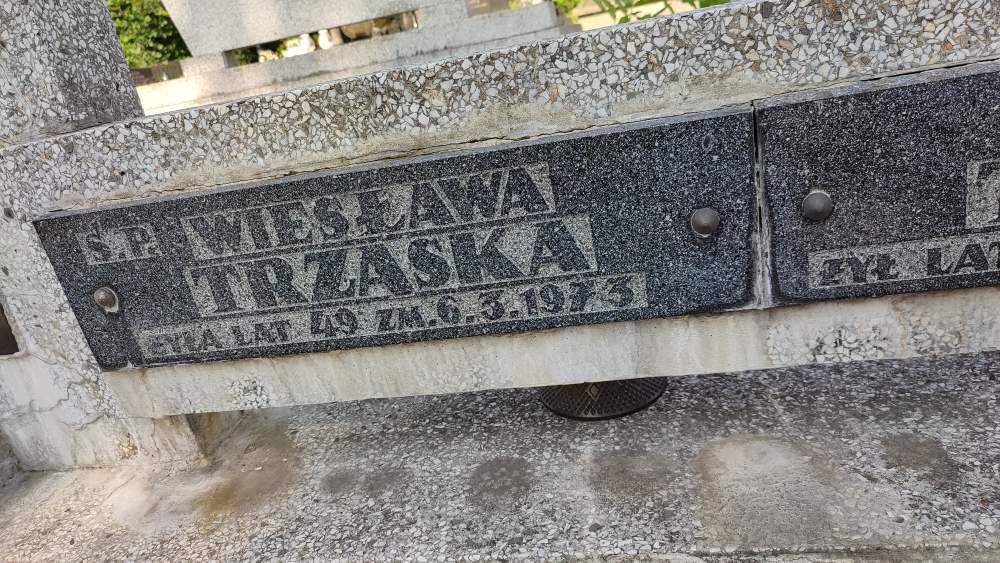 Ś.P. WIESŁAWA
TRZASKA
ŻYŁA LAT 49 ZM. 6.3.1973
ŻYŁ LAT